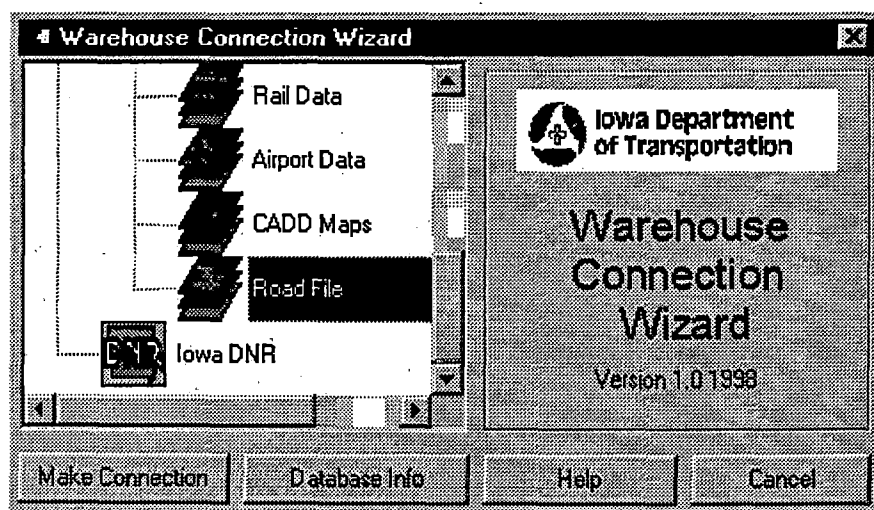 Warehouse Connection Wizard
Rail Data
Airport Data
CADD Maps
Road File
DNR
Iowa DNR
Iowa Department
of Transportation
Warehouse
Connection
Wizard
Version 1.0 1998
Make Connection
Database Info
Help
Cancel